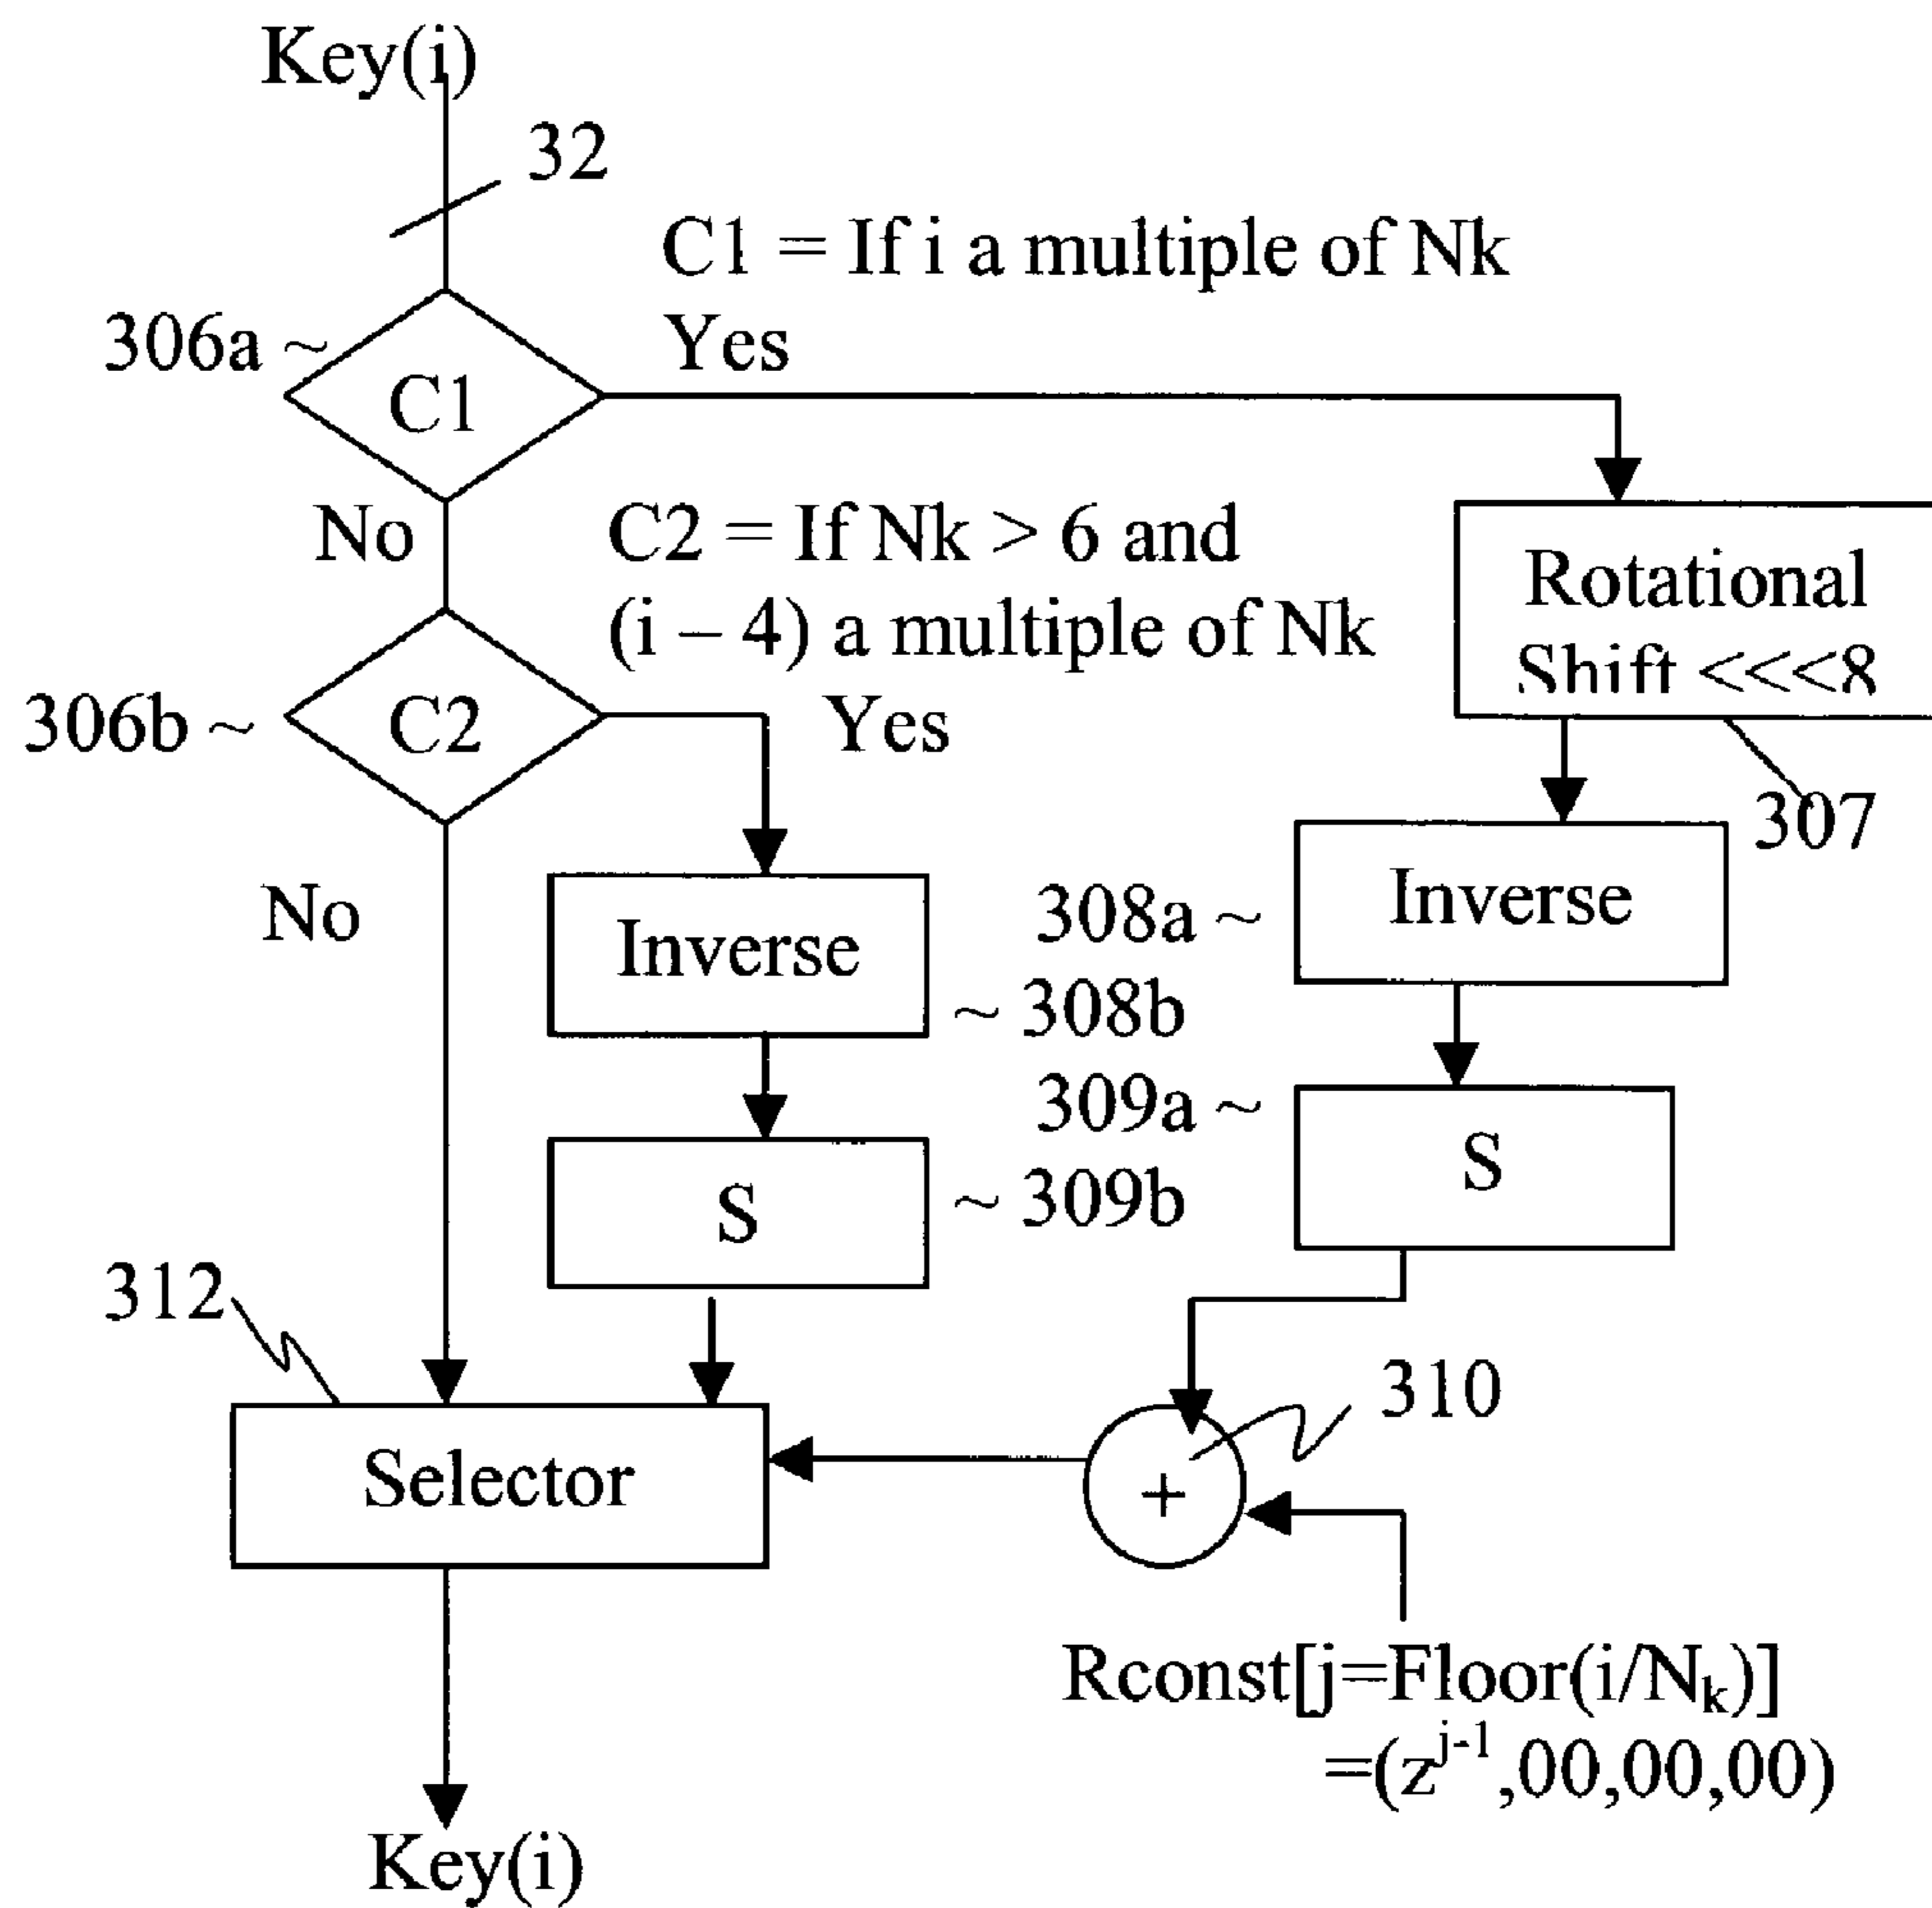 Key(i)
32
C1 = If i a multiple of Nk
306a ~
Yes
C1
No
C2 = If Nk > 6 and
(i – 4) a multiple of Nk
Rotational
Shift <<<8
306b ~
C2
Yes
307
No
Inverse
308a ~
Inverse
~ 308b
309a ~
S
S
~ 309b
312
310
Selector
+
Rconst[j=Floor(i/Nk)]
=(z^j-1,00,00,00)
Key(i)